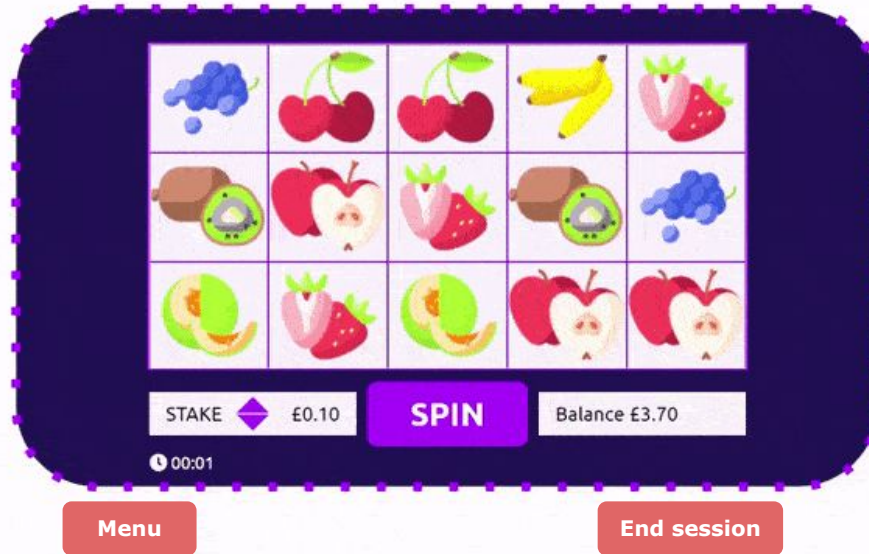 STAKE £0.10
SPIN
Balance £3.70
00:01
Menu
End session